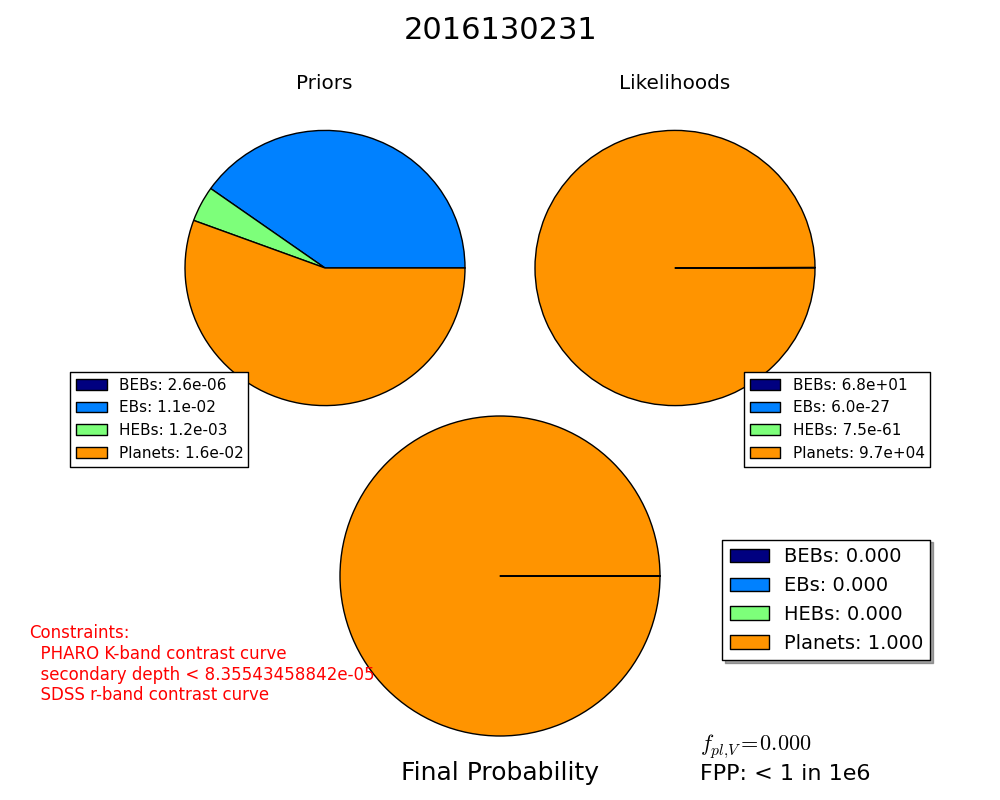 2016130231
Priors
Likelihoods
BEBs: 2.6e-06
EBs: 1.1e-02
HEBs: 1.2e-03
Planets: 1.6e-02
BEBs: 6.8e+01
EBs: 6.0e-27
HEBs: 7.5e-61
Planets: 9.7e+04
BEBs: 0.000
EBs: 0.000
HEBs: 0.000
Planets: 1.000
Constraints:
PHARO K-band contrast curve
secondary depth < 8.35543458842e-05
SDSS r-band contrast curve
f_{pl,V}=0.000
Final Probability
FPP: < 1 in 1e6